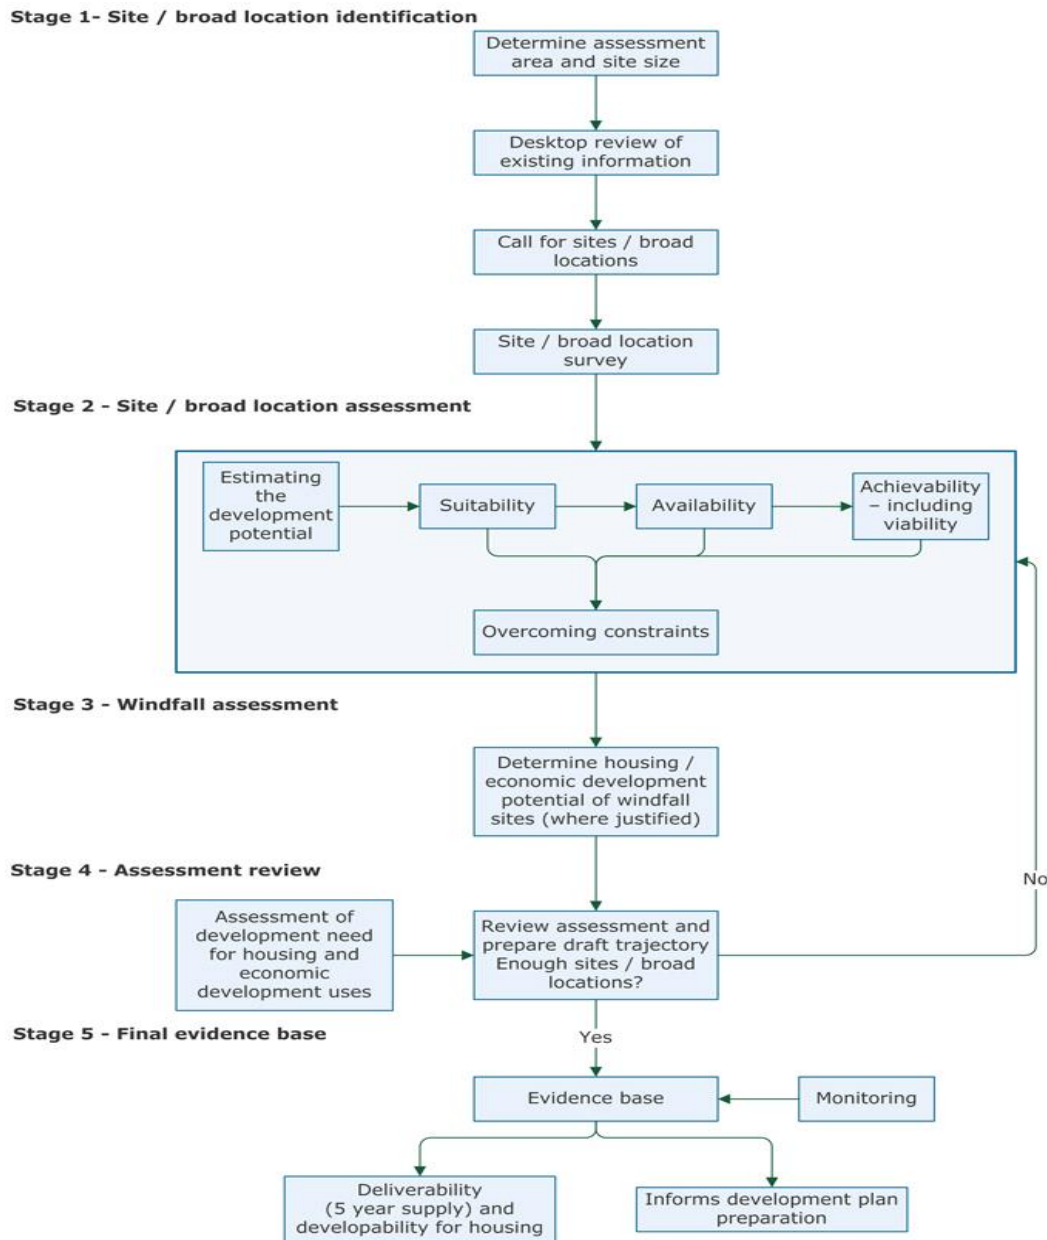 Stage 1- Site / broad location identification
Determine assessment
area and site size
Desktop review of
existing information
Call for sites / broad
locations
Site / broad location
survey
Stage 2 - Site / broad location assessment
Estimating
the
development
potential
Suitability
Availability
Achievability
– including
viability
Overcoming constraints
Stage 3 - Windfall assessment
Determine housing /
economic development
potential of windfall
sites (where justified)
Stage 4 - Assessment review
No
Assessment of
development need
for housing and
economic
development uses
Review assessment and
prepare draft trajectory
Enough sites / broad
locations?
Stage 5 - Final evidence base
Yes
Evidence base
Monitoring
Deliverability
(5 year supply) and
developability for housing
Informs development plan
preparation